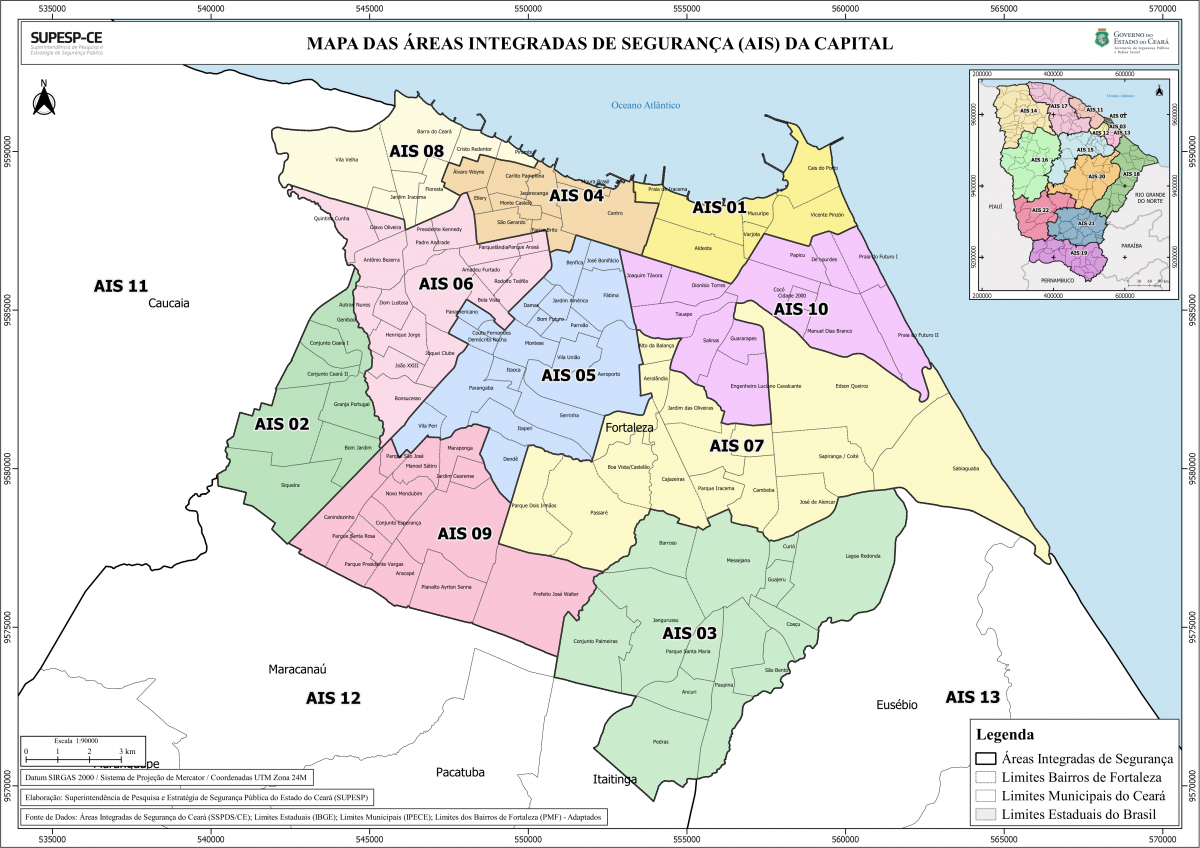 535000 540000 545000 550000 555000 560000 565000 570000
SUPESP-CE
Superintendência de Pesquisa e
Estratégia de Segurança Pública
MAPA DAS ÁREAS INTEGRADAS DE SEGURANÇA (AIS) DA CAPITAL
GOVERNO DO
ESTADO DO CEARÁ
Secretaria da Segurança Pública
e Defesa Social
N
Oceano Atlântico
200000 400000 600000
9600000
9400000
9200000
Oceano Atlântico
AIS 14
AIS 17
AIS 11
AIS 01
AIS 03
AIS 12
AIS 13
AIS 15
AIS 16
AIS 20
AIS 18
AIS 22
AIS 21
AIS 19
PIAUÍ
RIO GRANDE
DO NORTE
PARAÍBA
PERNAMBUCO
200000 400000 600000
9590000
9585000
9580000
9575000
9570000
AIS 08
Barra do Ceará
Vila Velha
Cristo Redentor
Pirambu
Floresta
Jardim Iracema
AIS 04
Álvaro Weyne
Carlito Pamplona
Moura Brasil
Jacarecanga
Ellery
Monte Castelo
São Gerardo
Farias Brito
Centro
Parquelândia
Parque Araxá
AIS 01
Praia de Iracema
Cais do Porto
Mucuripe
Vicente Pinzón
Varjota
Aldeota
AIS 06
Quintino Cunha
Olavo Oliveira
Presidente Kennedy
Padre Andrade
Antônio Bezerra
Amadeu Furtado
Rodolfo Teófilo
Bela Vista
Autran Nunes
Dom Lustosa
Panamericano
Henrique Jorge
Jóquei Clube
João XXIII
Bonsucesso
AIS 10
Papicu
De Lourdes
Praia do Futuro I
Joaquim Távora
Dionísio Torres
Cocó
Cidade 2000
Tauape
Manuel Dias Branco
Praia do Futuro II
Salinas
Guararapes
Engenheiro Luciano Cavalcante
AIS 11
Caucaia
AIS 05
Benfica
José Bonifácio
Fátima
Damas
Jardim América
Bom Futuro
Parreão
Couto Fernandes
Demócrito Rocha
Montese
Vila União
Itaoca
Aeroporto
Parangaba
Serrinha
Vila Peri
Itaperi
Dendê
AIS 02
Genibaú
Conjunto Ceará I
Conjunto Ceará II
Granja Portugal
Bom Jardim
Siqueira
AIS 07
Alto da Balança
Aerolândia
Jardim das Oliveiras
Edson Queiroz
Fortaleza
Boa Vista/Castelão
Cajazeiras
Parque Iracema
Cambeba
Sapiranga / Coité
Sabiaguaba
José de Alencar
Parque Dois Irmãos
Passaré
AIS 09
Parque São José
Maraponga
Manoel Sátiro
Jardim Cearense
Novo Mondubim
Canindezinho
Conjunto Esperança
Parque Santa Rosa
Parque Presidente Vargas
Aracapé
Planalto Ayrton Senna
Prefeito José Walter
AIS 03
Barroso
Messejana
Curió
Lagoa Redonda
Guajeru
Jangurussu
Coaçu
Conjunto Palmeiras
Parque Santa Maria
São Bento
Paupina
Ancuri
Pedras
Maracanaú
AIS 12
Eusébio
AIS 13
Pacatuba
Itaitinga
Maranguape
Escala 1:90000
0 1 2 3 km
Datum SIRGAS 2000 / Sistema de Projeção de Mercator / Coordenadas UTM Zona 24M
Elaboração: Superintendência de Pesquisa e Estratégia de Segurança Pública do Estado do Ceará (SUPESP)
Fonte de Dados: Áreas Integradas de Segurança do Ceará (SSPDS/CE); Limites Estaduais (IBGE); Limites Municipais (IPECE); Limites dos Bairros de Fortaleza (PMF) - Adaptados
Legenda
Áreas Integradas de Segurança
Limites Bairros de Fortaleza
Limites Municipais do Ceará
Limites Estaduais do Brasil
9590000
9585000
9580000
9575000
9570000
535000 540000 545000 550000 555000 560000 565000 570000